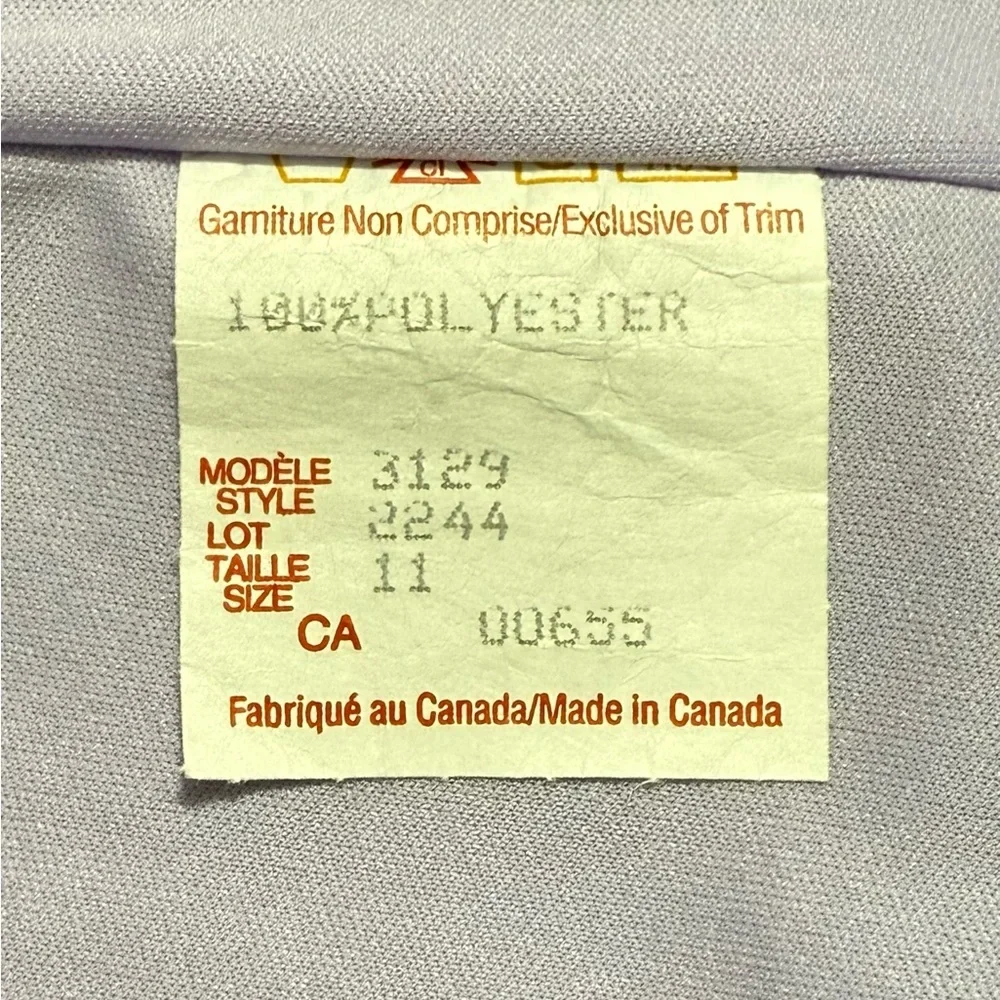 Cl
Garniture Non Comprise/Exclusive of Trim
100%POLYESTER
MODÈLE 3129
STYLE
LOT 2244
TAILLE 11
SIZE
CA 00655
Fabriqué au Canada/Made in Canada